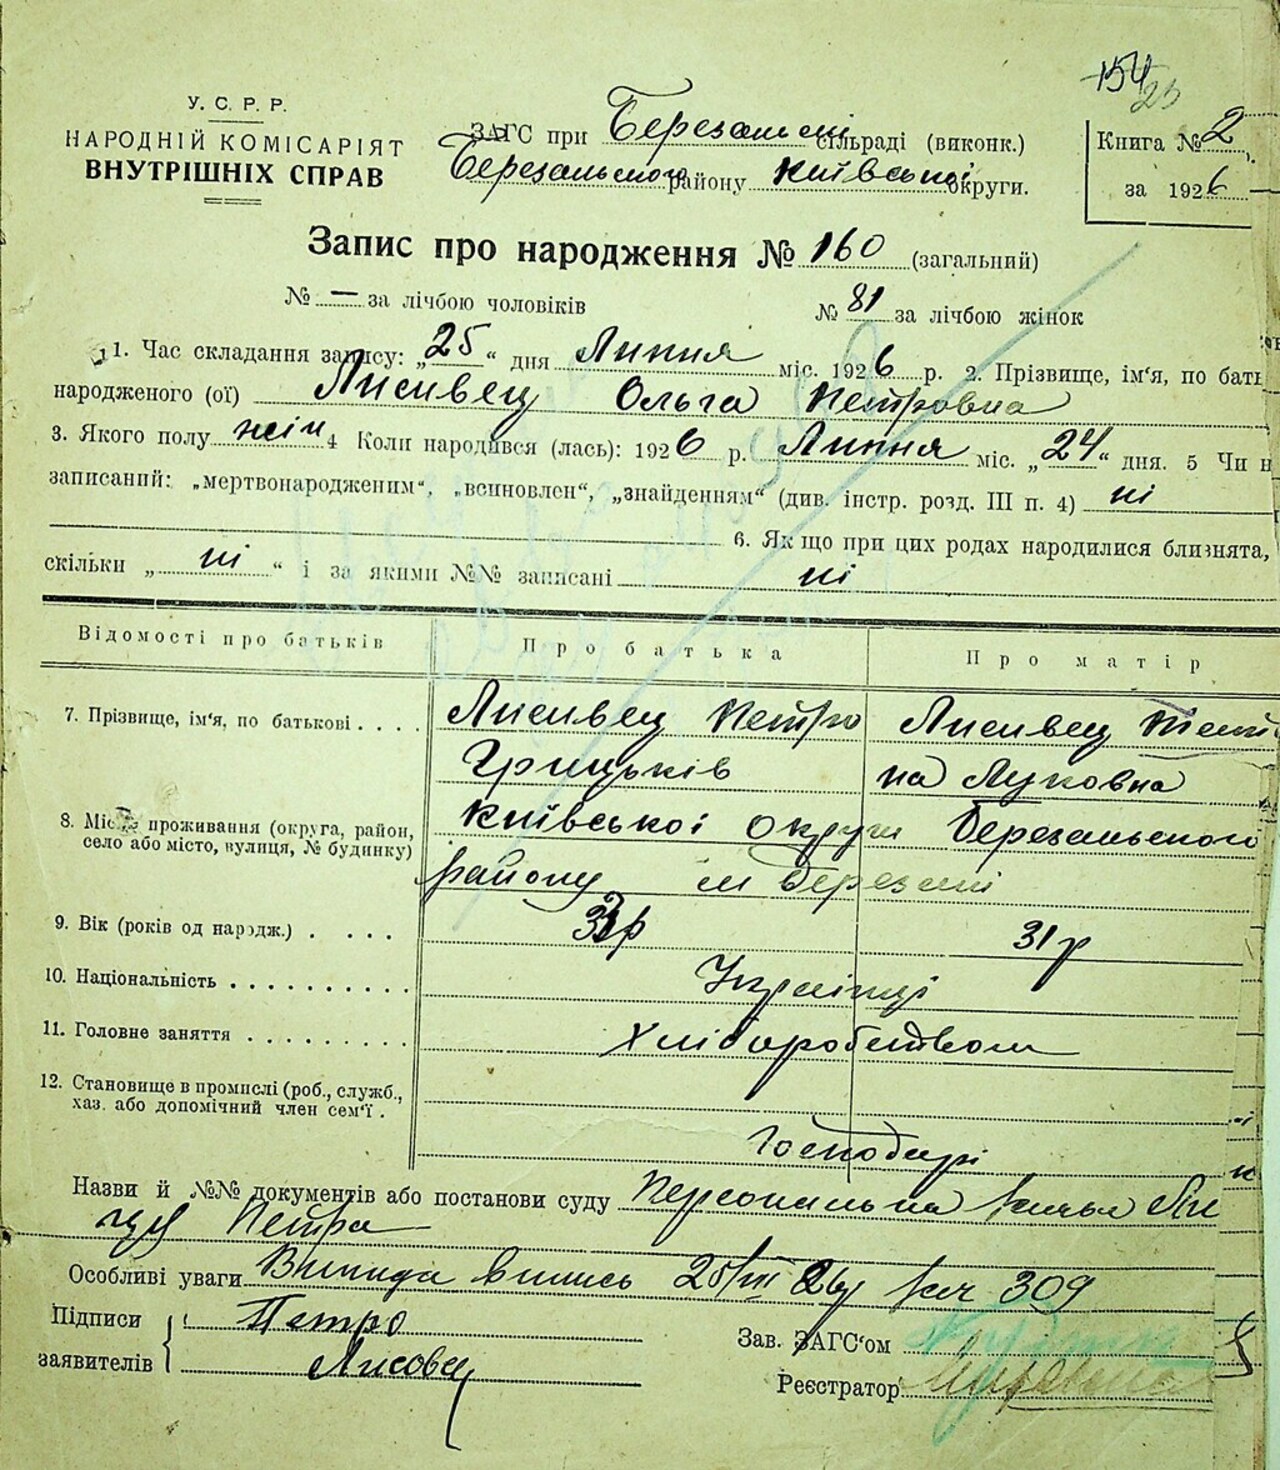 154
25
У. С. Р. Р.
НАРОДНІЙ КОМІСАРІЯТ
ВНУТРІШНІХ СПРАВ
ЗАГС при Березанській сільраді (виконк.)
Березанського району Київської округи.
Книга № 2
за 1926
Запис про народження № 160 (загальний)
№ — за лічбою чоловіків № 81 за лічбою жінок
1. Час складання запису: „25“ дня Липня міс. 1926 р. 2. Прізвище, ім'я, по бать
народженого (ої) Лисивец Ольга Петровна
3. Якого полу жін 4 Коли народився (лась): 1926 р. Липня міс. „24“ дня. 5 Чи н
записаний: „мертвонародженим“, „всиновлен“, „знайденням“ (див. інстр. розд. III п. 4) ні
6. Як що при цих родах народилися близнята,
скільки „ ні “ і за якими №№ записані ні
Відомості про батьків Про батька Про матір
7. Прізвище, ім'я, по батькові . . . . Лисивец Петро Лисивец
Грицьків на Луковна
8. Місце проживання (округа, район, Київської округи Березанського
село або місто, вулиця, № будинку) району м Березані
9. Вік (років од народж.) . . . . р 31 р
10. Національність . . . . . . . . . . Українці
11. Головне заняття . . . . . . . . . Хліборобством
12. Становище в промислі (роб., служб.,
хаз. або допомічний член сем'ї .
Господарі
Назви й №№ документів або постанови суду Персональна
Петра
Особливі уваги 309
Підписи Петро
заявителів Лисовец
Зав. ЗАГС'ом
Реєстратор